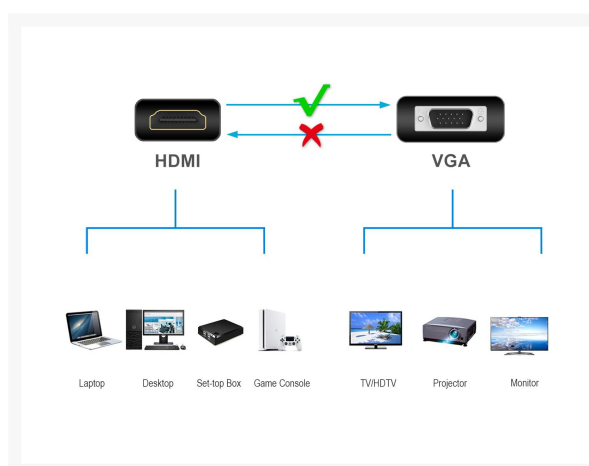 HDMI
VGA
Laptop
Desktop
Set-top Box
Game Console
TV/HDTV
Projector
Monitor